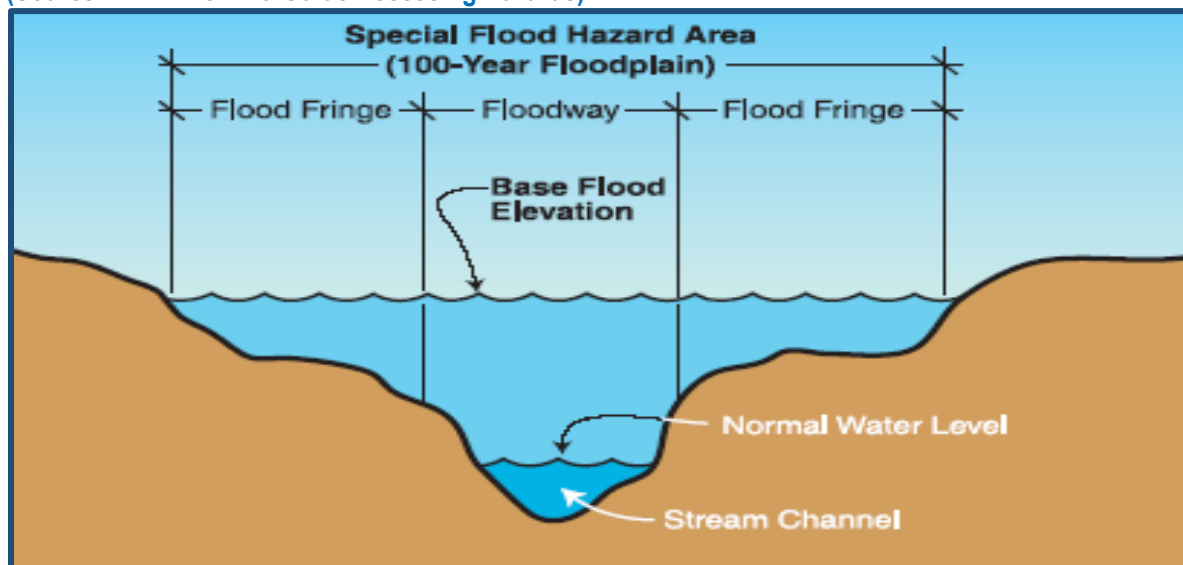 Special Flood Hazard Area
(100-Year Floodplain)
Flood Fringe
Floodway
Flood Fringe
Base Flood
Elevation
Normal Water Level
Stream Channel